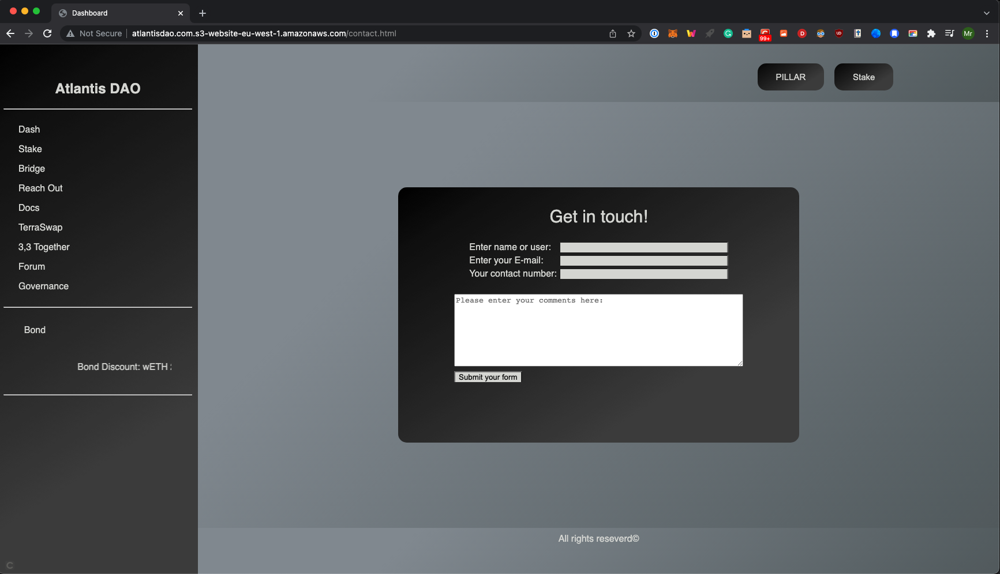 Dashboard
Not Secure
atlantisdao.com.s3-website-eu-west-1.amazonaws.com/contact.html
99+
D
UD
Mr
PILLAR
Stake
Atlantis DAO
Dash
Stake
Bridge
Reach Out
Docs
TerraSwap
3,3 Together
Forum
Governance
Bond
Bond Discount: wETH
Get in touch!
Enter name or user:
Enter your E-mail:
Your contact number:
Please enter your comments here:
Submit your form
All rights reseverd©
C